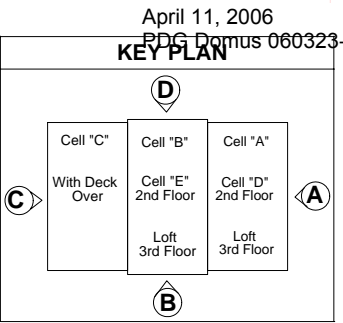 April 11, 2006
PDG Domus 060323-
KEY PLAN
D
Cell "C"
With Deck
Over
Cell "B"
Cell "E"
2nd Floor
Loft
3rd Floor
Cell "A"
Cell "D"
2nd Floor
Loft
3rd Floor
C
A
B